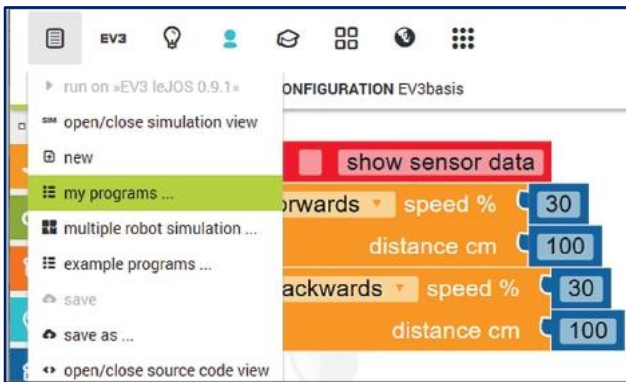 EV3
run on »EV3 leJOS 0.9.1«
ONFIGURATION EV3basis
SIM open/close simulation view
new
show sensor data
my programs ...
orwards speed % 30
multiple robot simulation ...
distance cm 100
example programs ...
ackwards speed % 30
save
save as ...
distance cm 100
open/close source code view